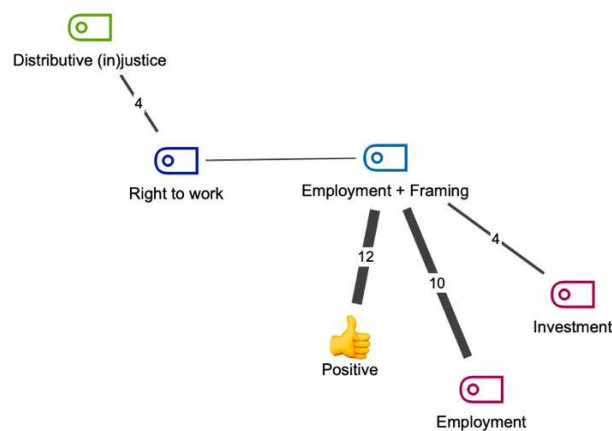 Distributive (in)justice
4
Right to work
Employment + Framing
12
10
4
Positive
Investment
Employment